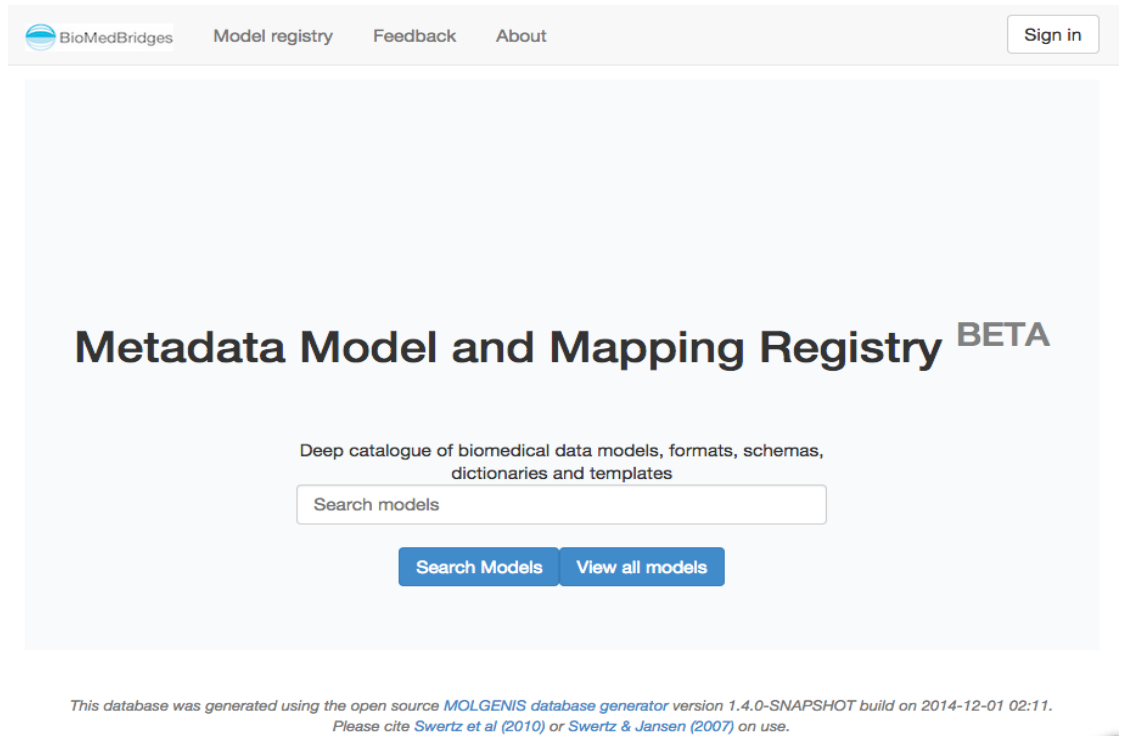 BioMedBridges Model registry Feedback About Sign in
Metadata Model and Mapping Registry BETA
Deep catalogue of biomedical data models, formats, schemas,
dictionaries and templates
Search models
Search Models View all models
This database was generated using the open source MOLGENIS database generator version 1.4.0-SNAPSHOT build on 2014-12-01 02:11.
Please cite Swertz et al (2010) or Swertz & Jansen (2007) on use.